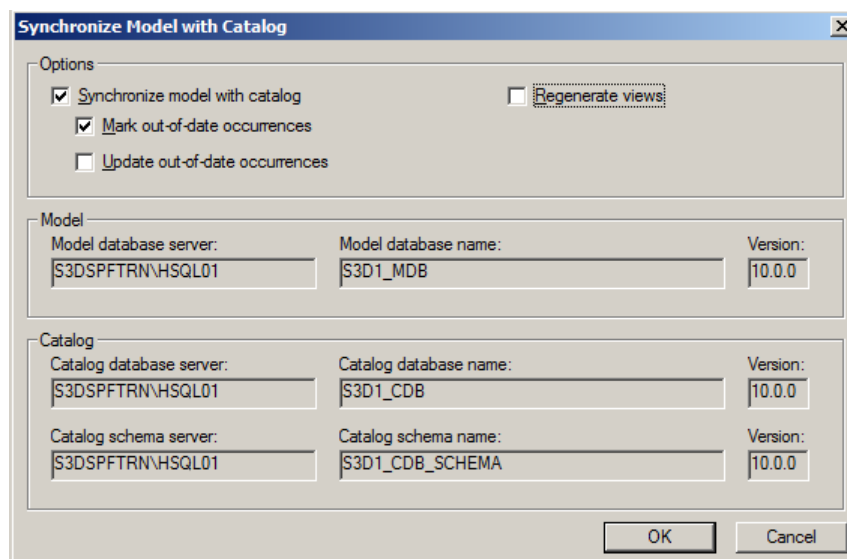 Synchronize Model with Catalog
Options
Synchronize model with catalog
Regenerate views
Mark out-of-date occurrences
Update out-of-date occurrences
Model
Model database server: Model database name: Version:
S3DSPFTRN\HSQL01 S3D1_MDB 10.0.0
Catalog
Catalog database server: Catalog database name: Version:
S3DSPFTRN\HSQL01 S3D1_CDB 10.0.0
Catalog schema server: Catalog schema name: Version:
S3DSPFTRN\HSQL01 S3D1_CDB_SCHEMA 10.0.0
OK Cancel